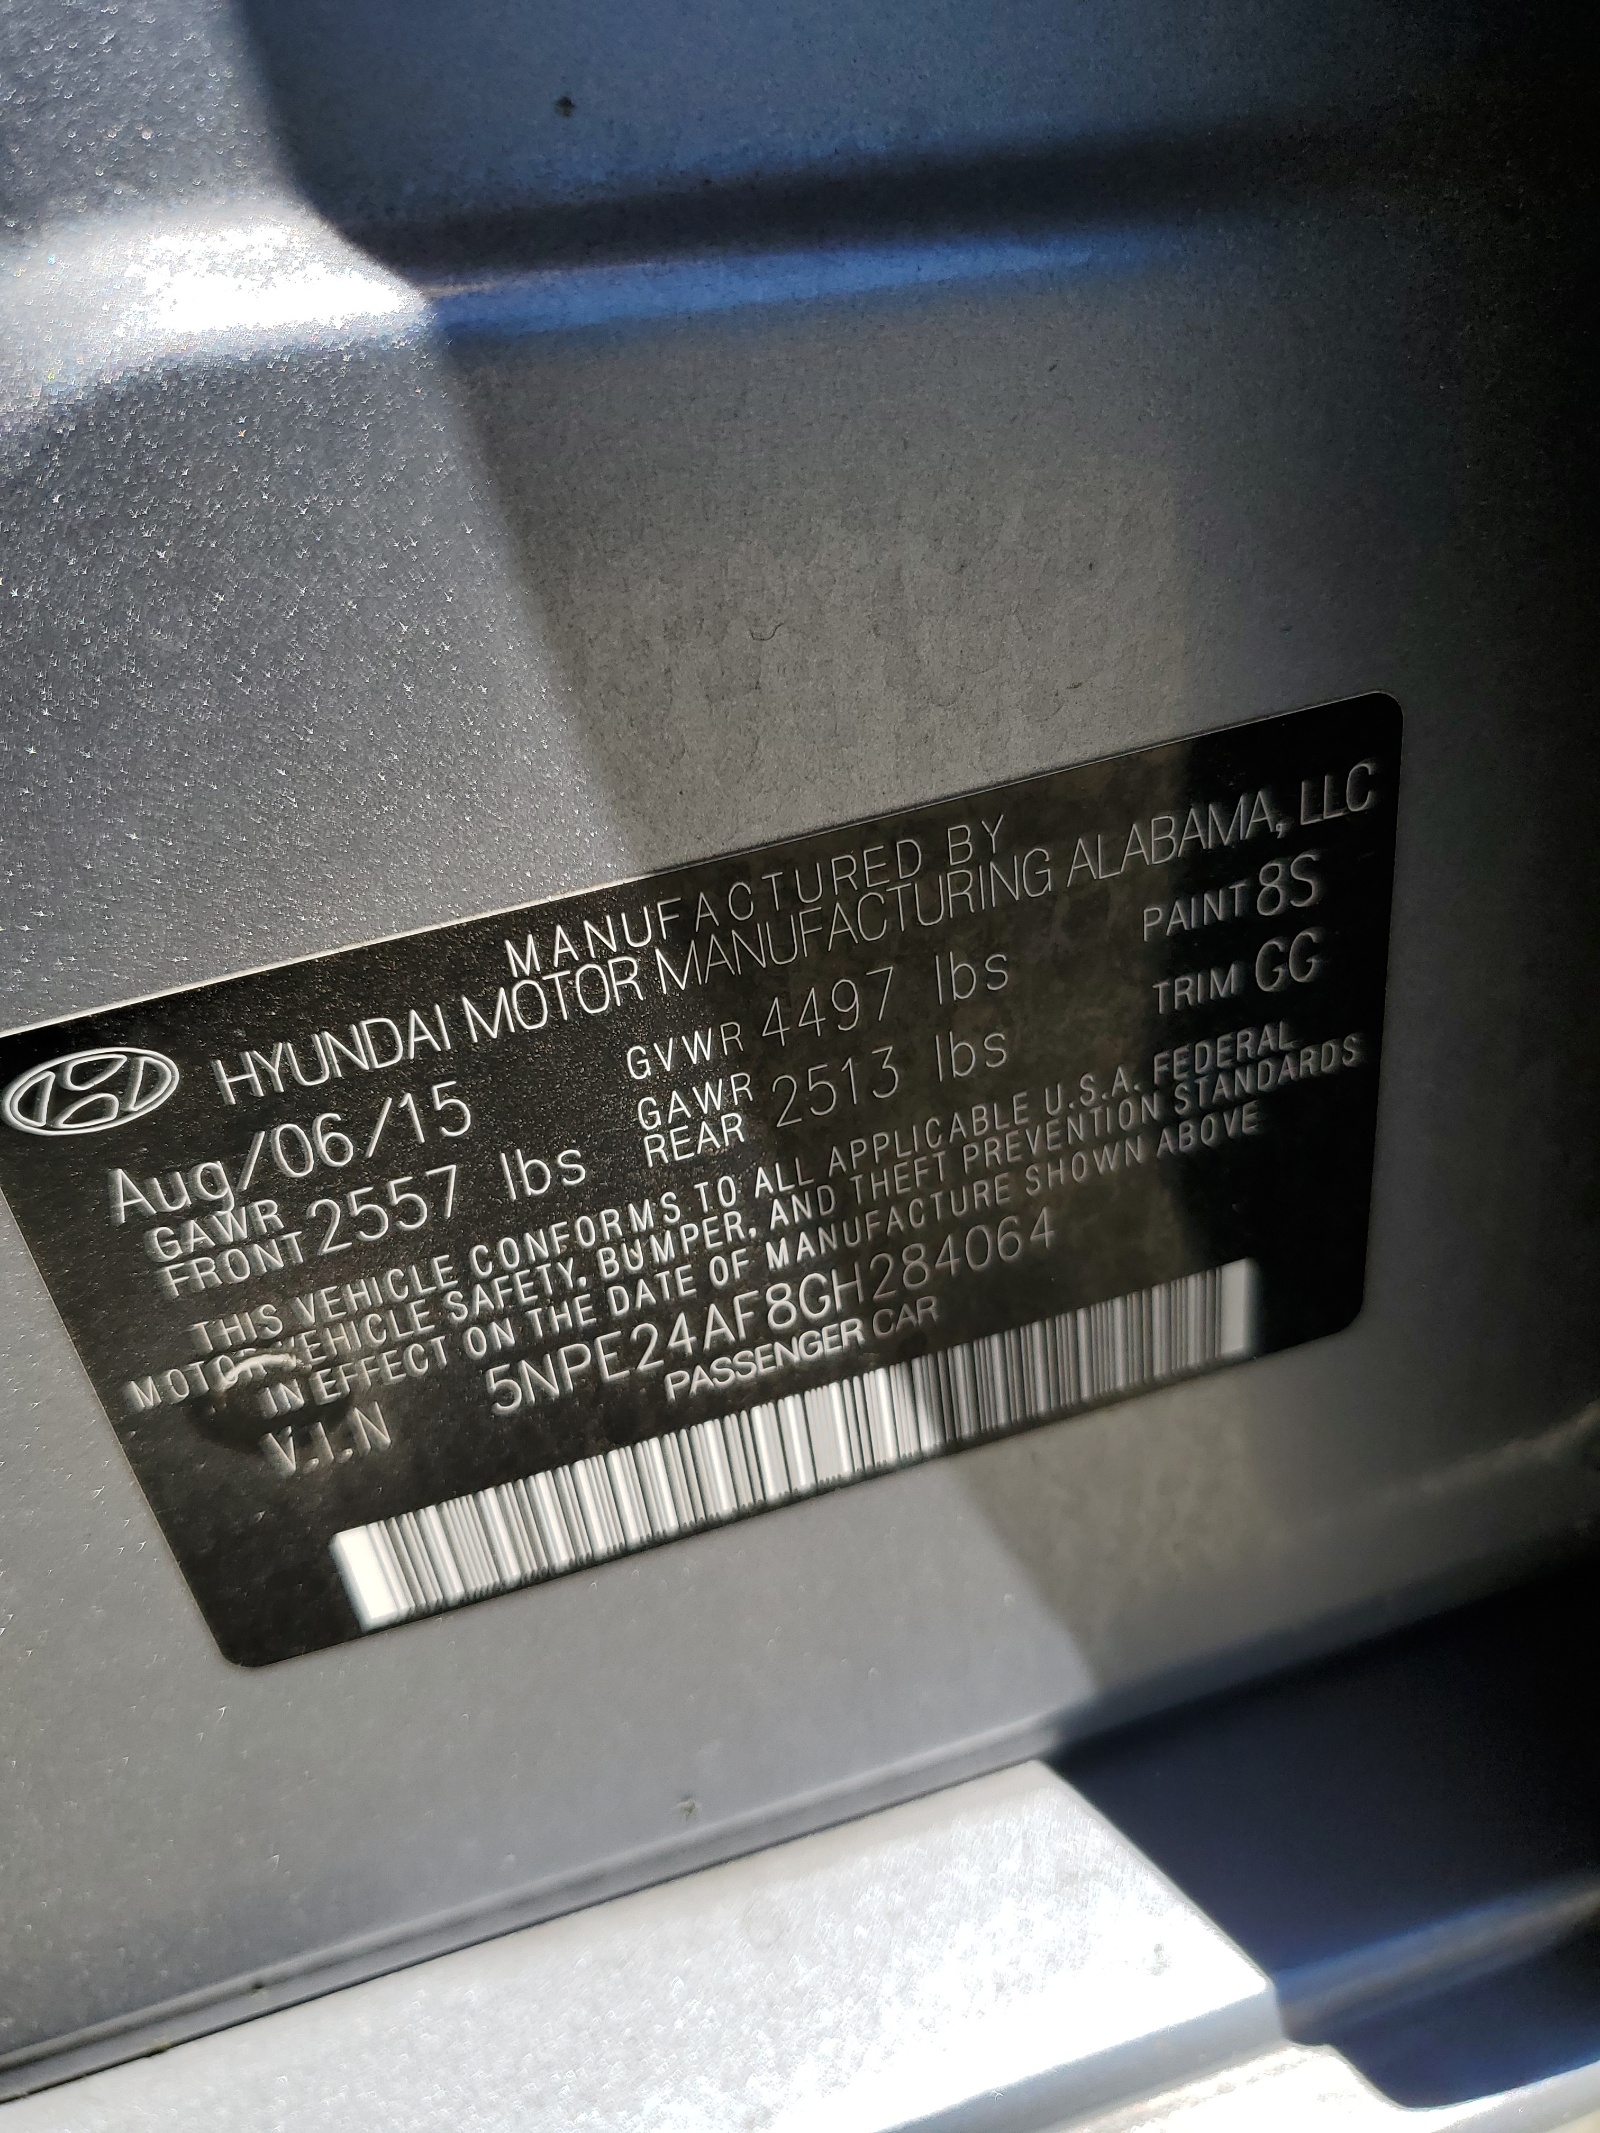 MANUFACTURED BY
HYUNDAI MOTOR MANUFACTURING ALABAMA, LLC
Aug/06/15 GVWR 4497 lbs PAINT 8S
GAWR FRONT 2557 lbs GAWR REAR 2513 lbs TRIM GG
THIS VEHICLE CONFORMS TO ALL APPLICABLE U.S.A. FEDERAL
MOTOR VEHICLE SAFETY, BUMPER, AND THEFT PREVENTION STANDARDS
IN EFFECT ON THE DATE OF MANUFACTURE SHOWN ABOVE
V.I.N 5NPE24AF8GH284064
PASSENGER CAR